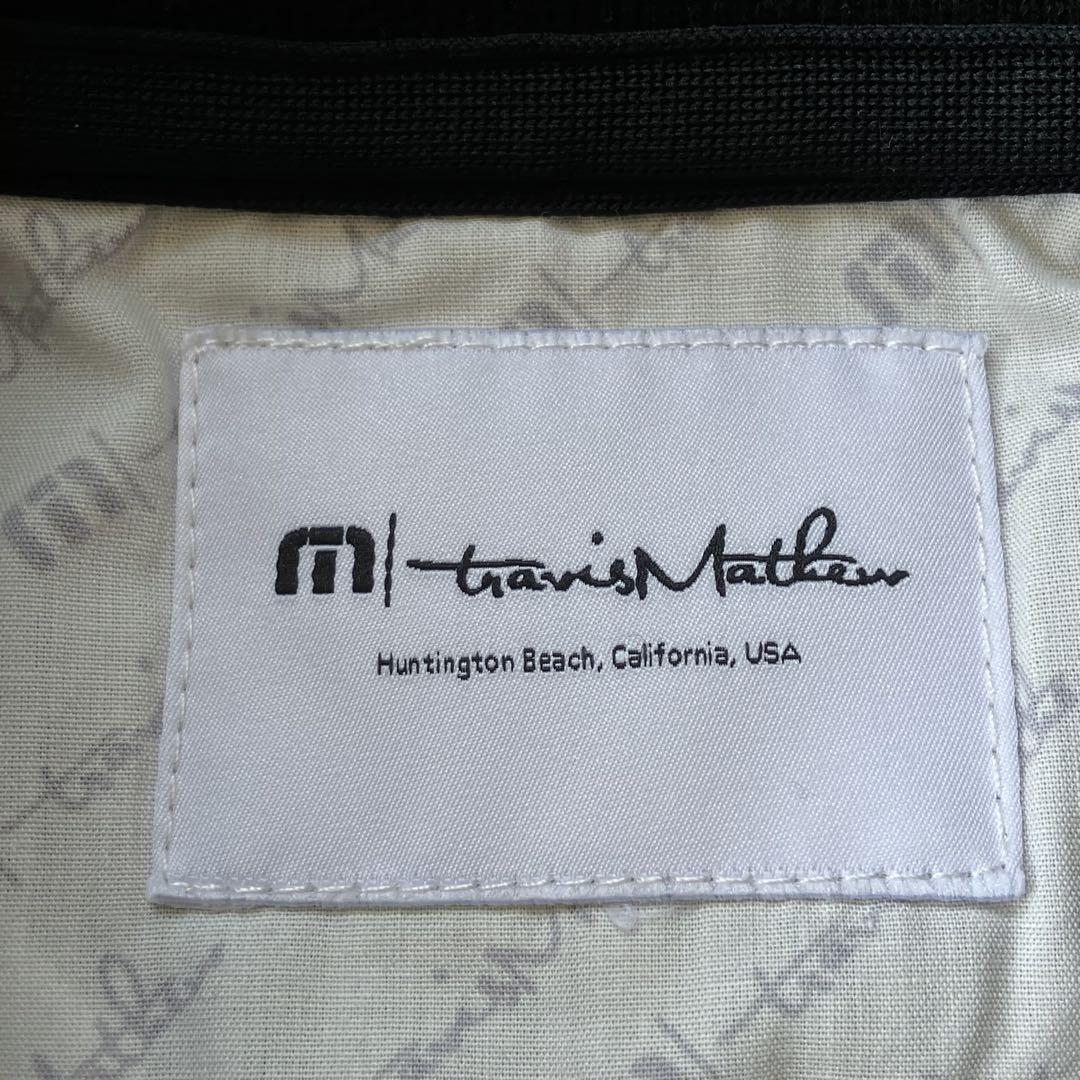 travisMathew
Huntington Beach, California, USA